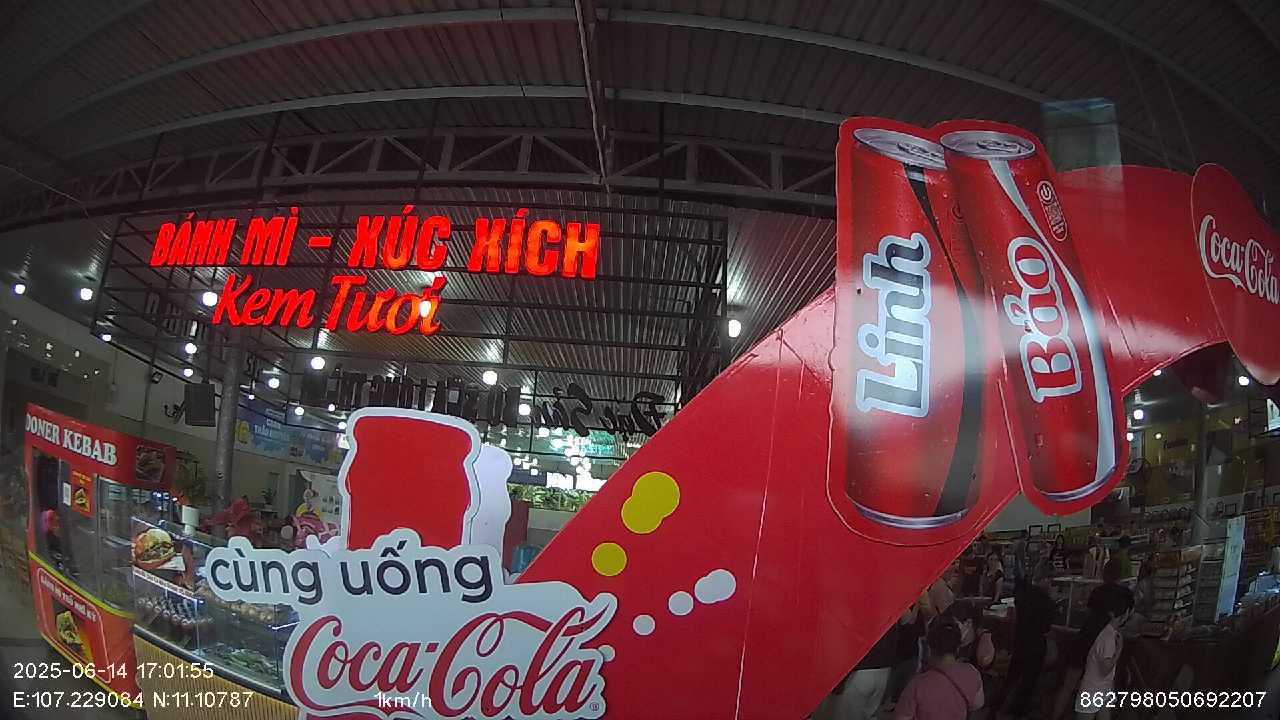 BÁNH MÌ - XÚC XÍCH
Kem Tươi
Linh
Bảo
Coca-Cola
DONER KEBAB
cùng uống
Coca-Cola
2025-06-14 17:01:55
E:107.229084 N:11.10787
1km/h
862798050692207